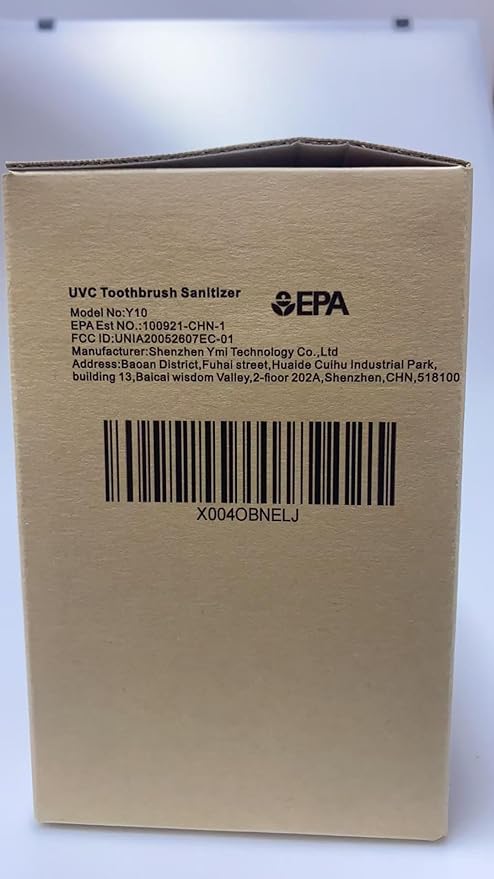 UVC Toothbrush Sanitizer
EPA
Model No:Y10
EPA Est NO.:100921-CHN-1
FCC ID:UNIA20052607EC-01
Manufacturer:Shenzhen Ymi Technology Co.,Ltd
Address:Baoan District,Fuhai street,Huaide Cuihu Industrial Park,
building 13,Baicai wisdom Valley,2-floor 202A,Shenzhen,CHN,518100
X004OBNELJ